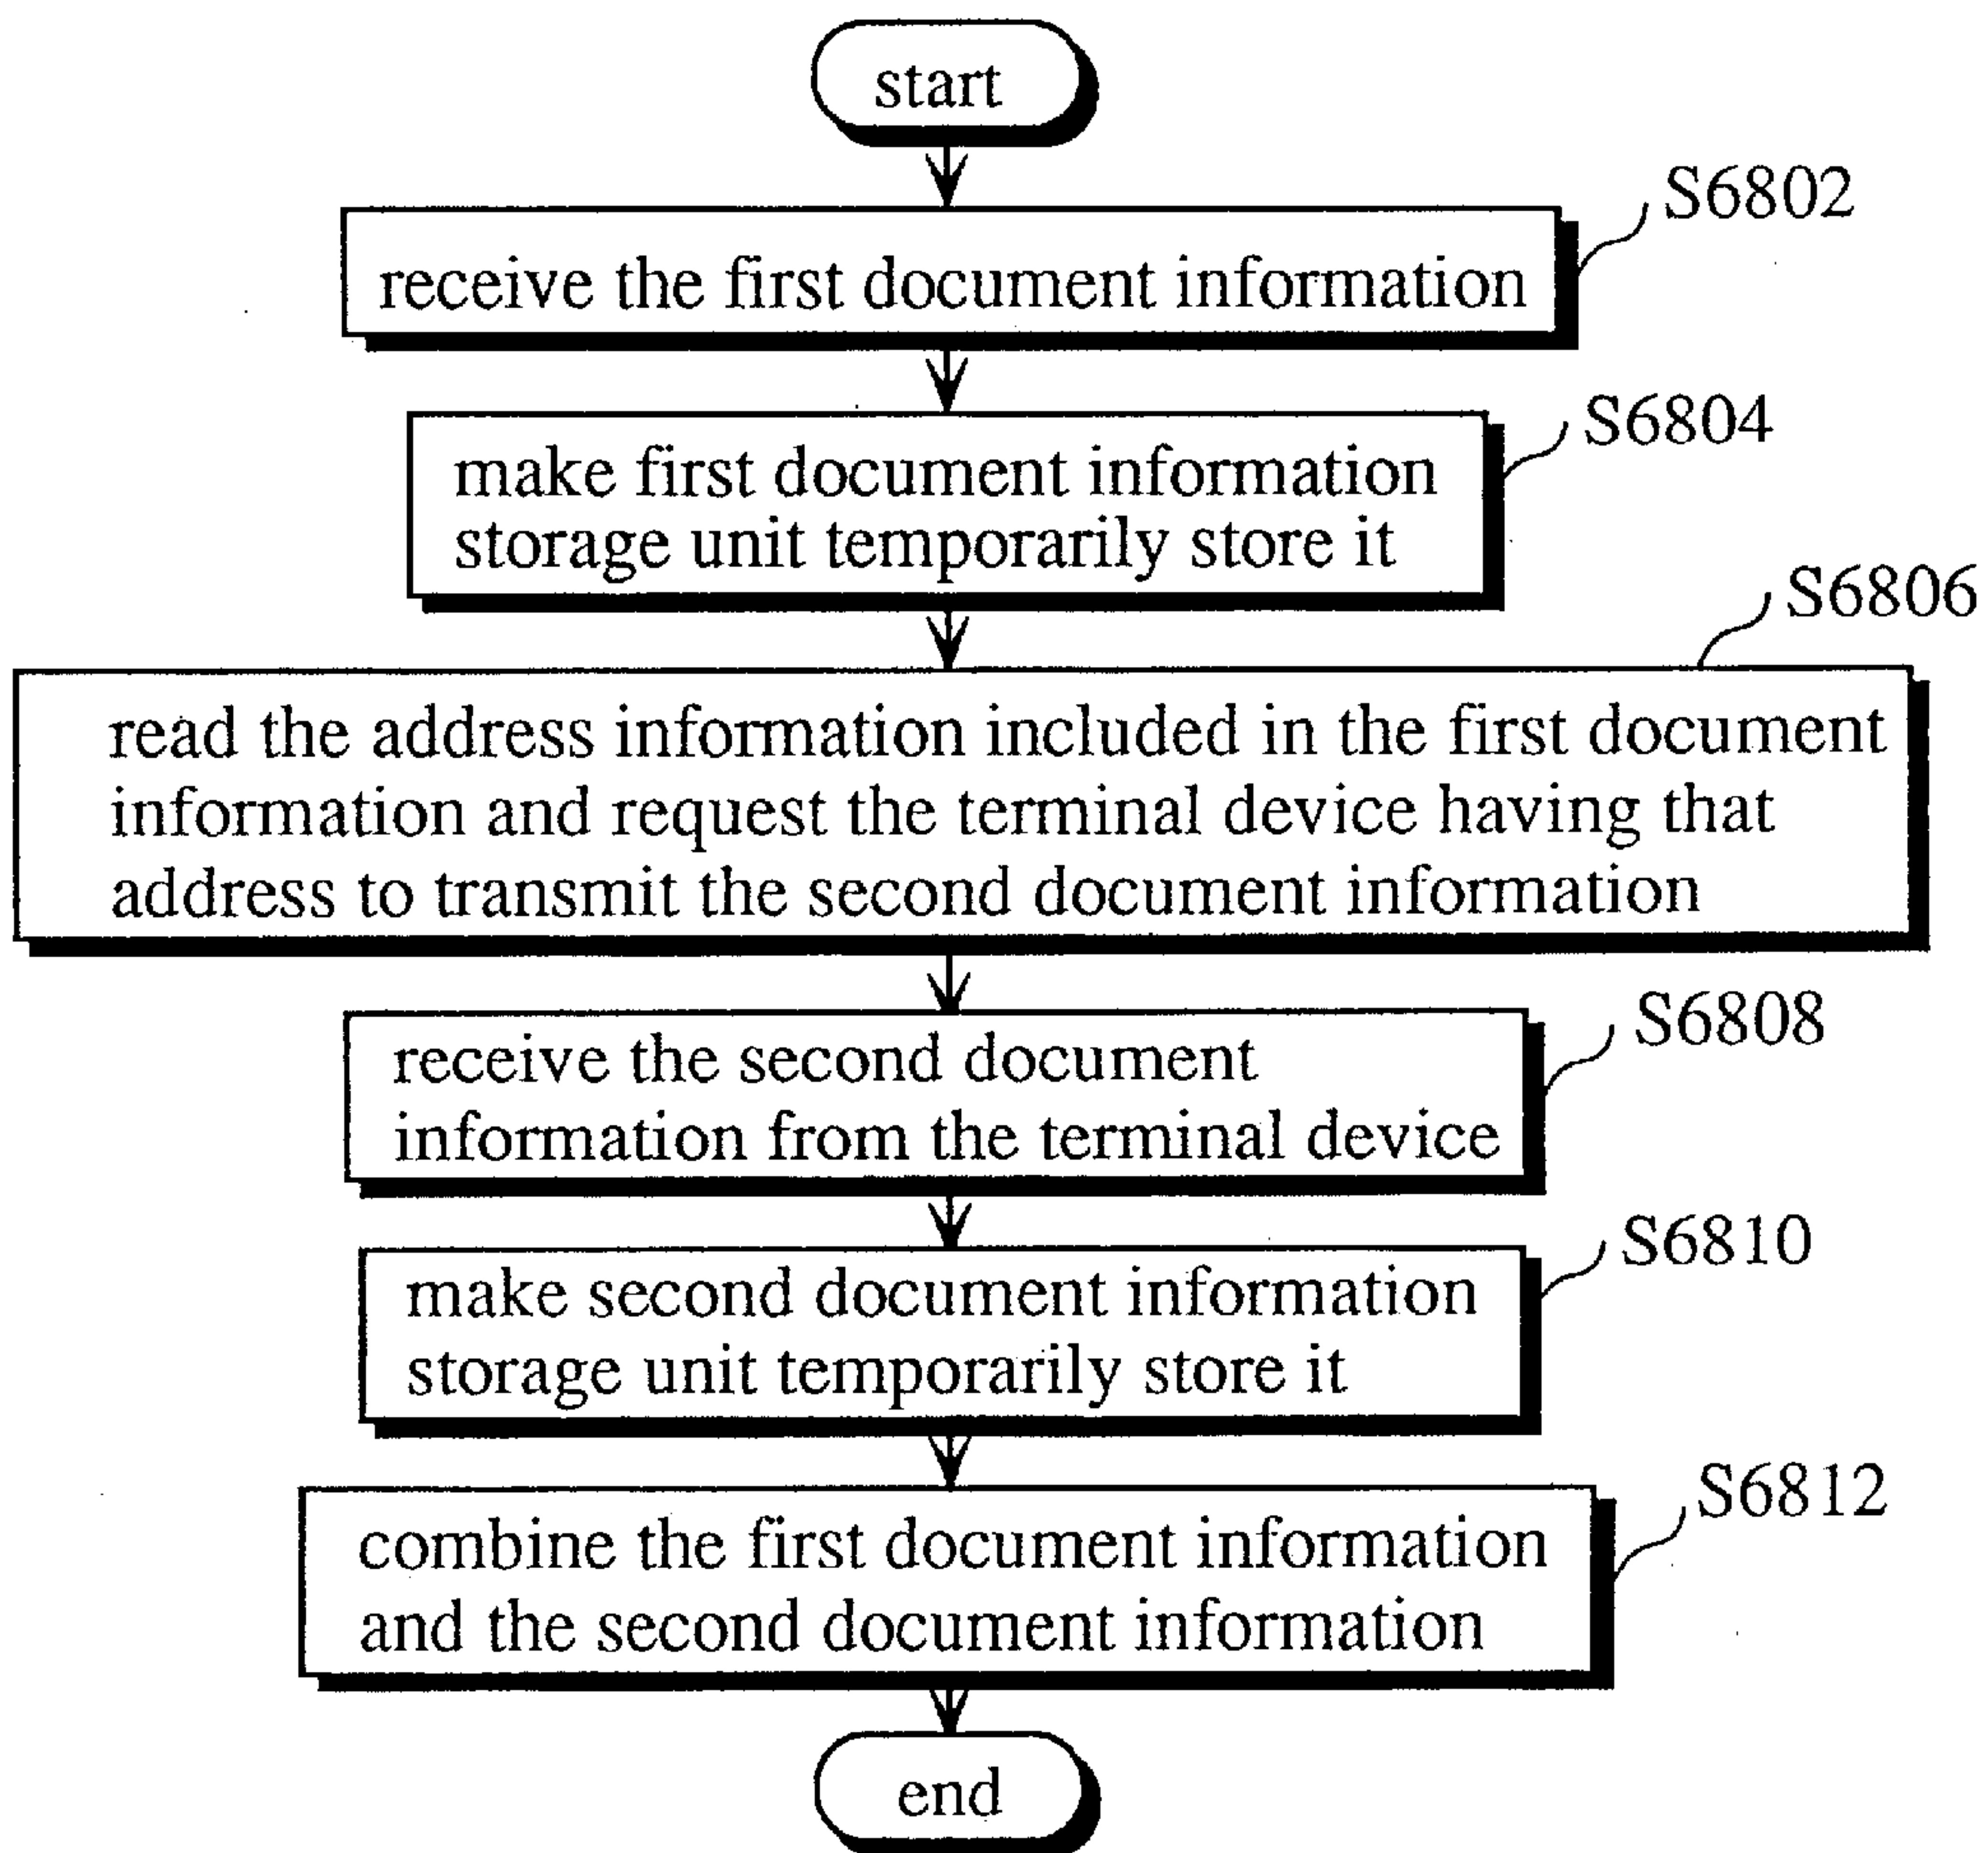 start
S6802
receive the first document information
S6804
make first document information
storage unit temporarily store it
S6806
read the address information included in the first document
information and request the terminal device having that
address to transmit the second document information
S6808
receive the second document
information from the terminal device
S6810
make second document information
storage unit temporarily store it
S6812
combine the first document information
and the second document information
end